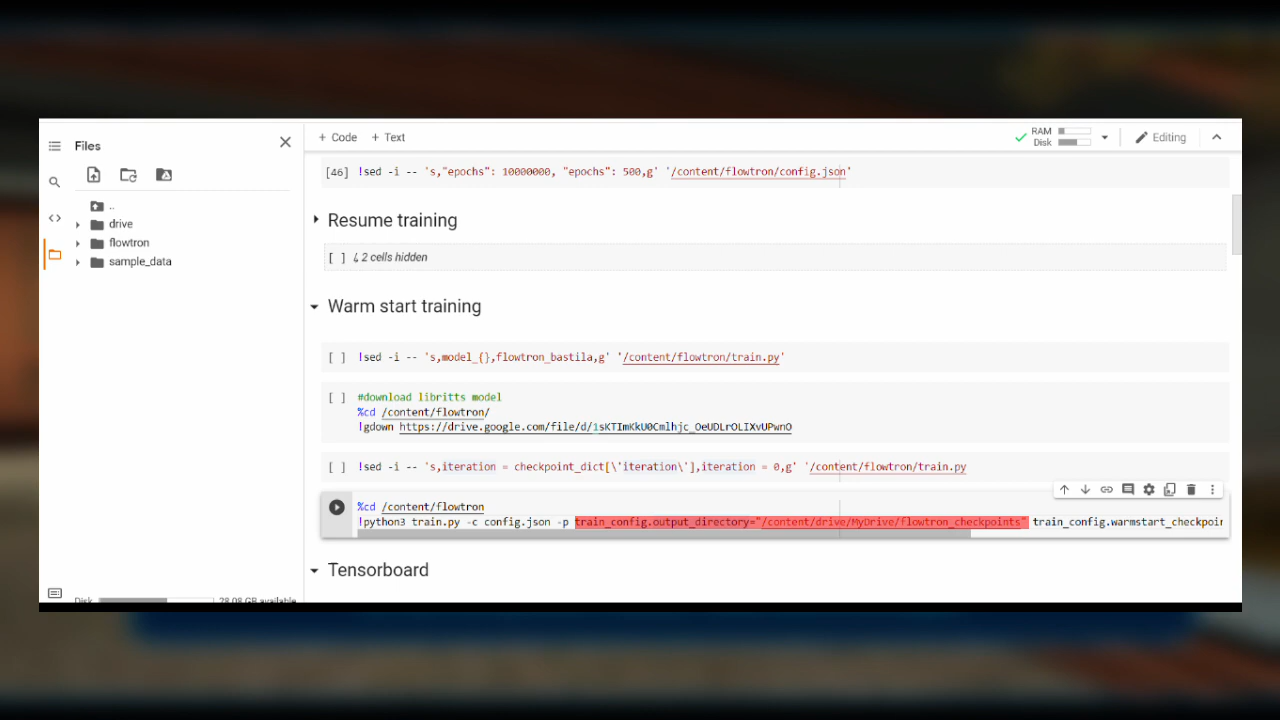 Files
+ Code + Text
RAM
Disk
Editing
..
drive
flowtron
sample_data
[46] !sed -i -- 's,"epochs": 10000000, "epochs": 500,g' '/content/flowtron/config.json'
Resume training
[ ] ↳ 2 cells hidden
Warm start training
[ ] !sed -i -- 's,model_{},flowtron_bastila,g' '/content/flowtron/train.py'
[ ] #download libritts model
%cd /content/flowtron/
!gdown https://drive.google.com/file/d/1sKTImKkU0Cmlhjc_OeUDLrOLIXvUPwnO
[ ] !sed -i -- 's,iteration = checkpoint_dict[\'iteration\'],iteration = 0,g' '/content/flowtron/train.py
%cd /content/flowtron
!python3 train.py -c config.json -p train_config.output_directory="/content/drive/MyDrive/flowtron_checkpoints" train_config.warmstart_checkpoin
Tensorboard
Disk 28.08 GB available